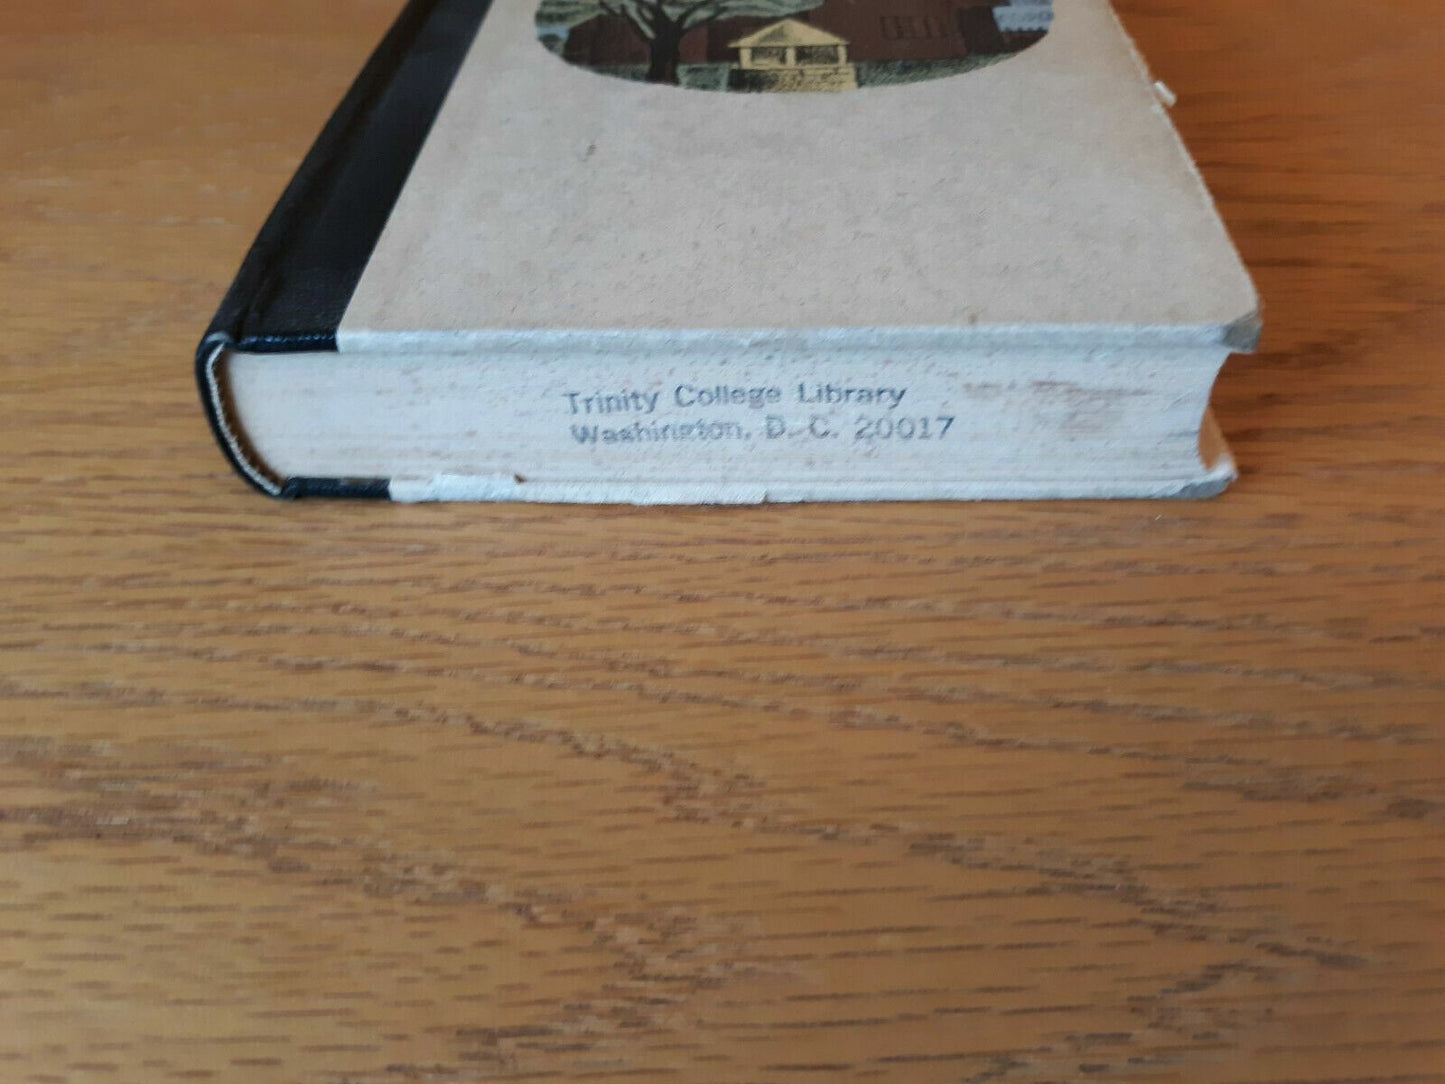 Trinity College Library
Washington, D. C. 20017